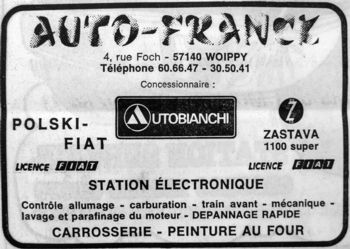 AUTO-FRANCE
4, rue Foch - 57140 WOIPPY
Téléphone 60.66.47 - 30.50.41
Concessionnaire :
AUTOBIANCHI
POLSKI-
FIAT
LICENCE FIAT
Z
ZASTAVA
1100 super
LICENCE FIAT
STATION ÉLECTRONIQUE
Contrôle allumage - carburation - train avant - mécanique -
lavage et parafinage du moteur - DEPANNAGE RAPIDE
CARROSSERIE - PEINTURE AU FOUR